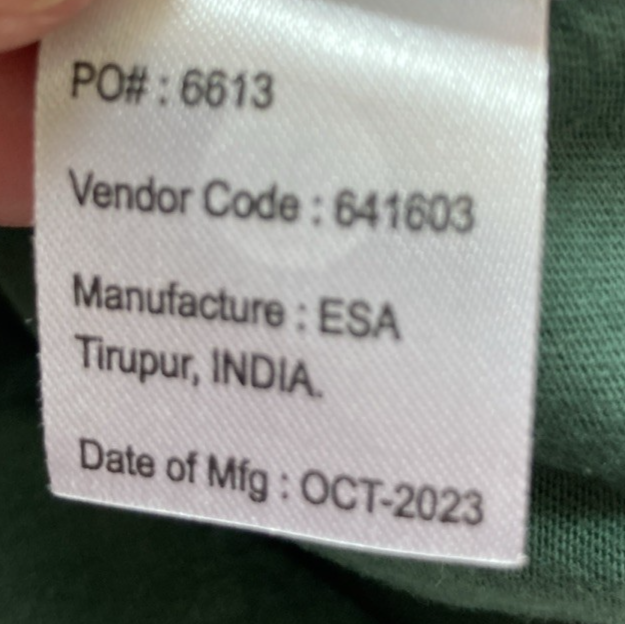 PO# : 6613
Vendor Code : 641603
Manufacture : ESA
Tirupur, INDIA.
Date of Mfg : OCT-2023